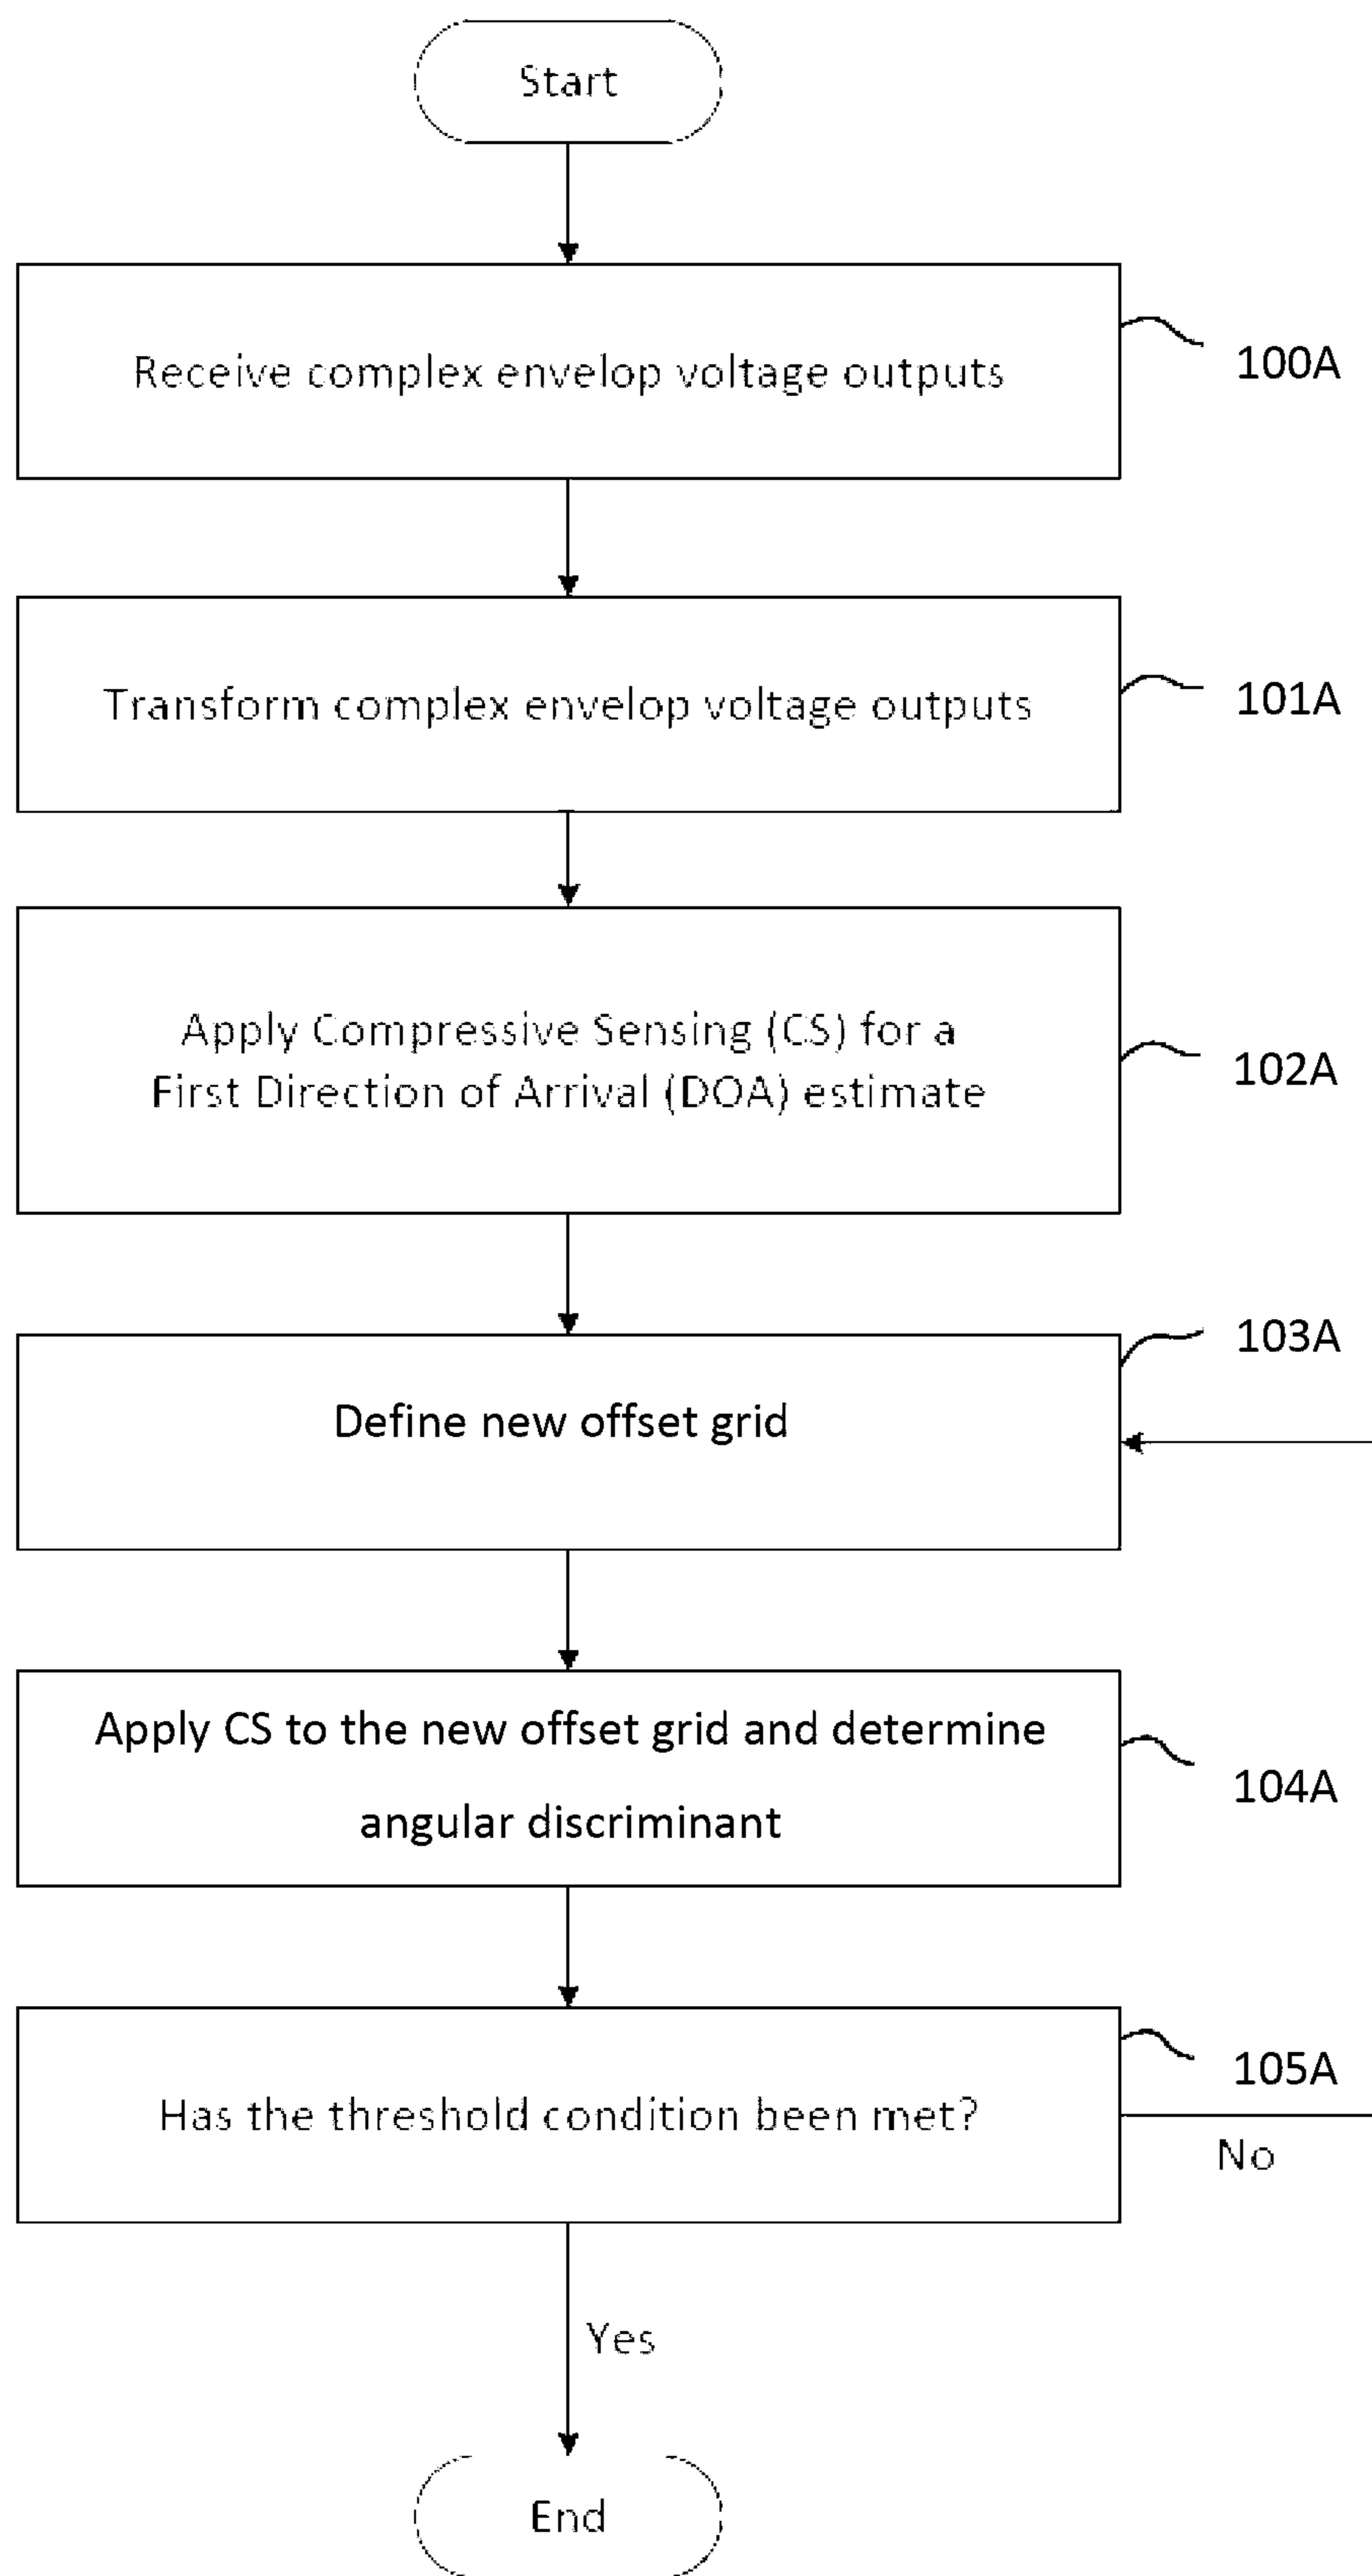 Start
Receive complex envelop voltage outputs
100A
Transform complex envelop voltage outputs
101A
Apply Compressive Sensing (CS) for a
First Direction of Arrival (DOA) estimate
102A
103A
Define new offset grid
Apply CS to the new offset grid and determine
angular discriminant
104A
105A
Has the threshold condition been met?
No
Yes
End